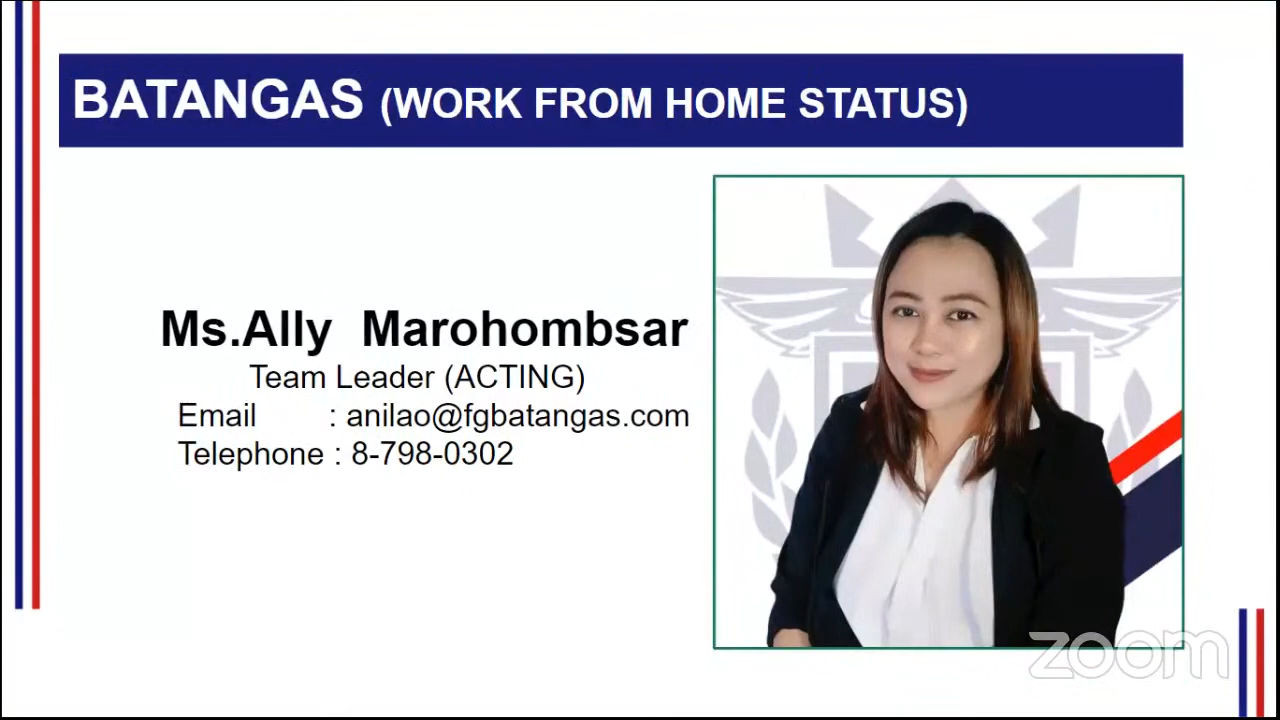 BATANGAS (WORK FROM HOME STATUS)
Ms.Ally Marohombsar
Team Leader (ACTING)
Email : anilao@fgbatangas.com
Telephone : 8-798-0302
zoom